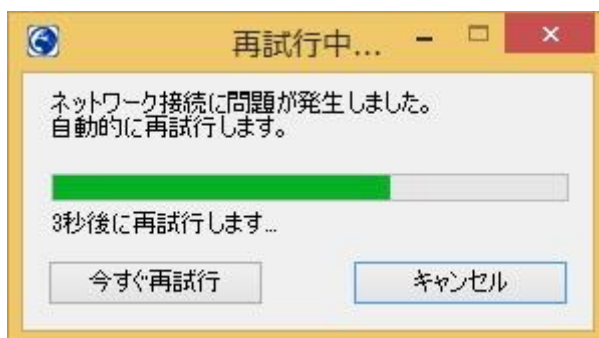 再試行中...
ネットワーク接続に問題が発生しました。
自動的に再試行します。
3秒後に再試行します...
今すぐ再試行
キャンセル